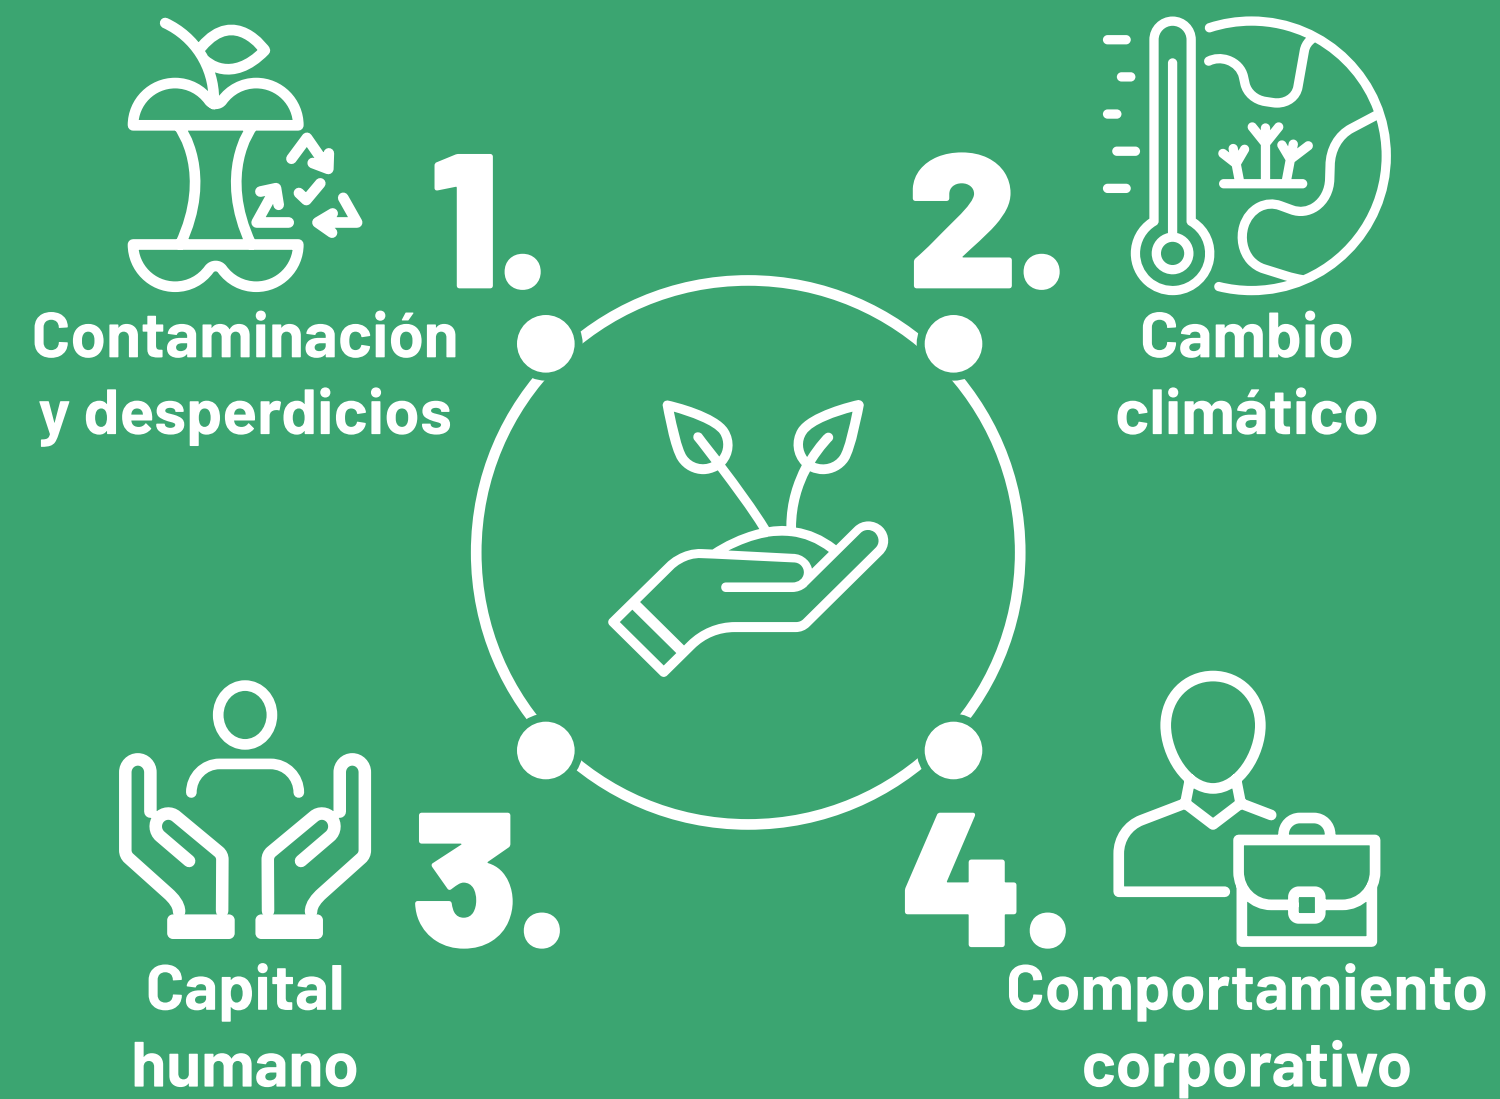 1.
Contaminación
y desperdicios
2.
Cambio
climático
3.
Capital
humano
4.
Comportamiento
corporativo